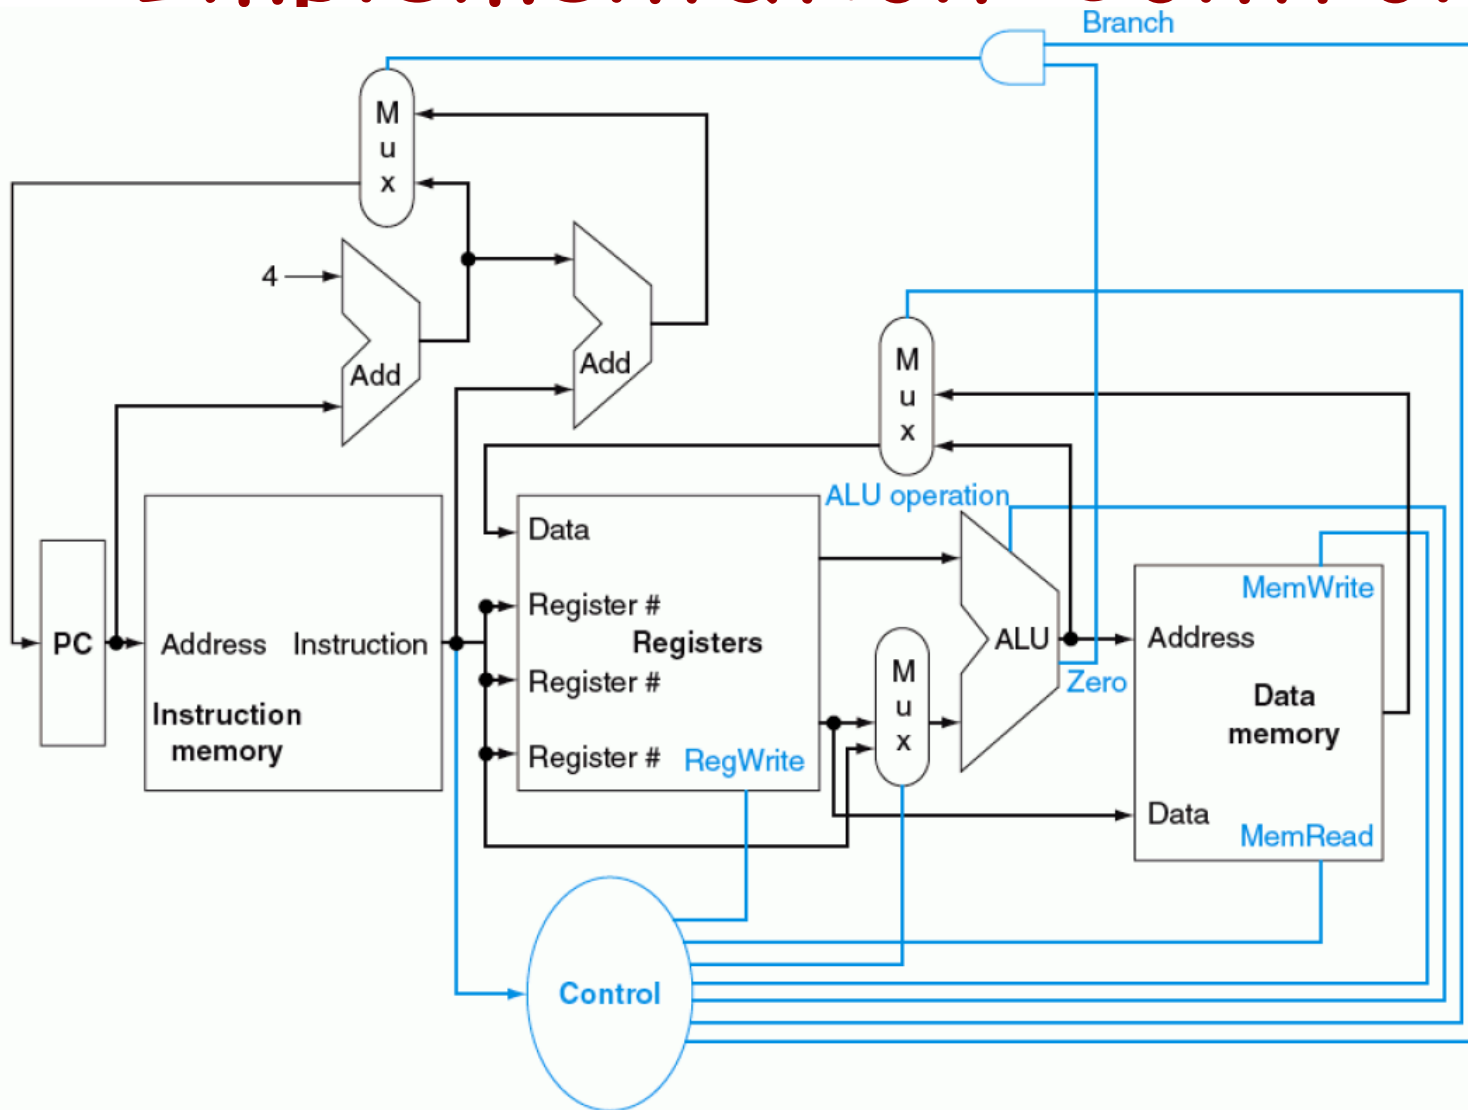 Branch
M
u
x
4
Add
Add
M
u
x
ALU operation
Data
Register #
Registers
Register #
Register #
RegWrite
PC
Address
Instruction
Instruction
memory
M
u
x
ALU
Zero
MemWrite
Address
Data
memory
Data
MemRead
Control